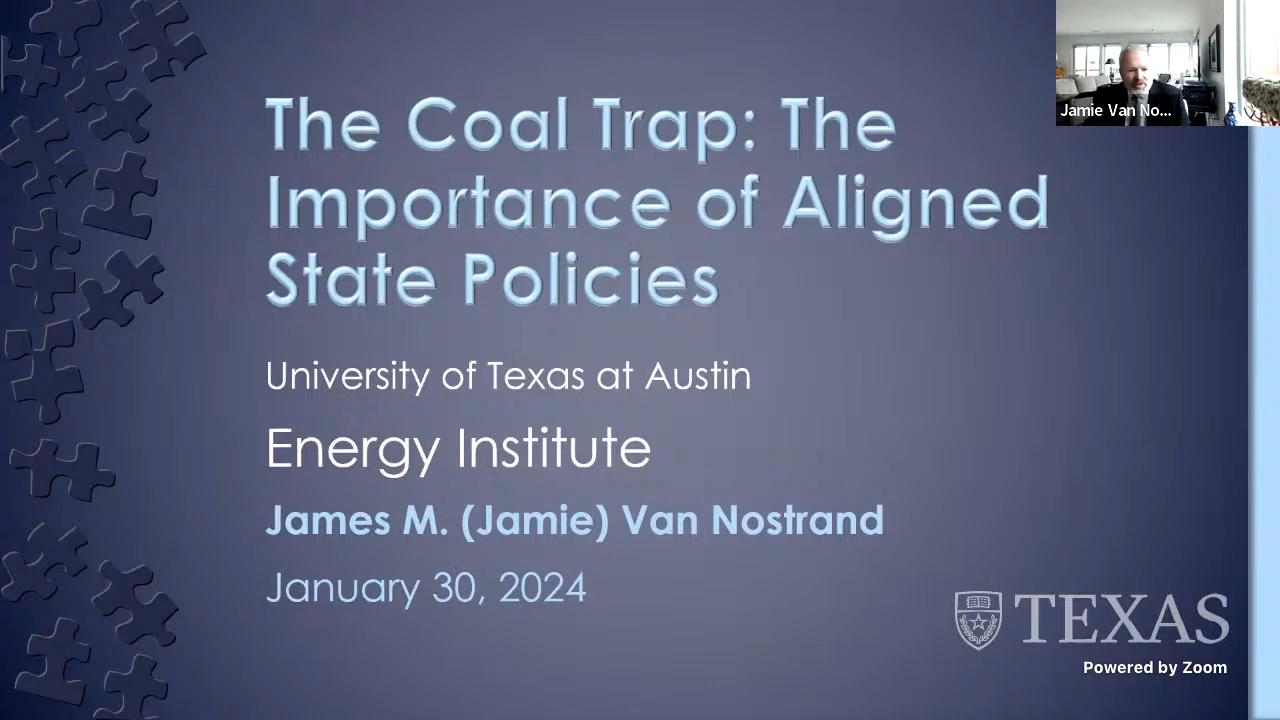 The Coal Trap: The
Importance of Aligned
State Policies
University of Texas at Austin
Energy Institute
James M. (Jamie) Van Nostrand
January 30, 2024
Jamie Van No...
TEXAS
Powered by Zoom